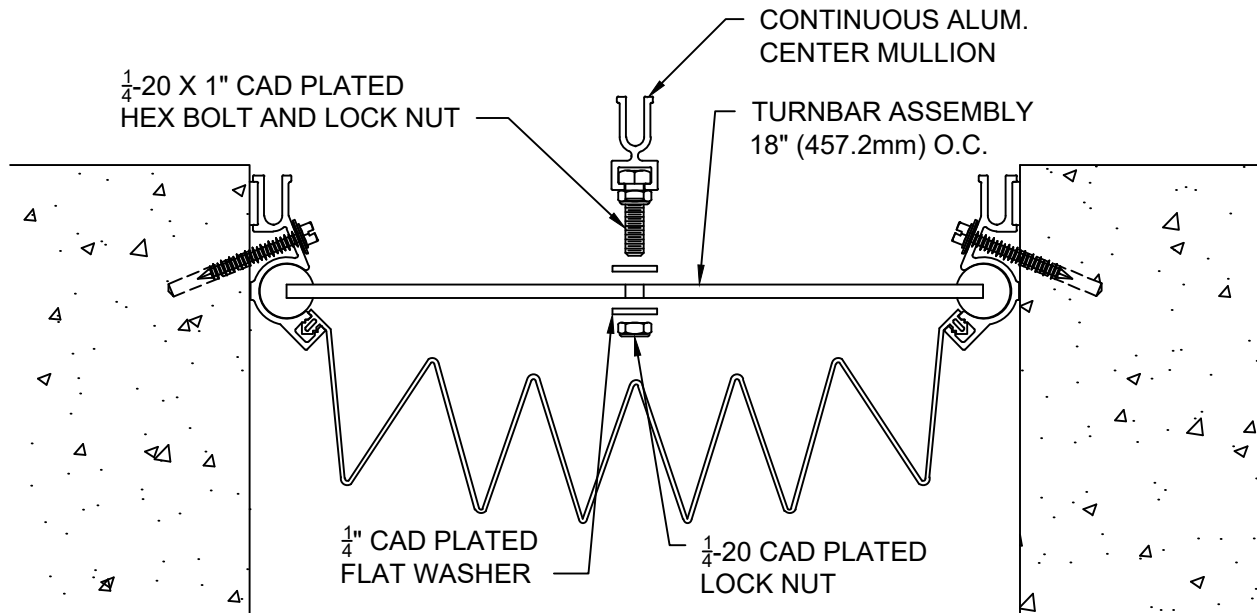 CONTINUOUS ALUM.
CENTER MULLION
1/4-20 X 1" CAD PLATED
HEX BOLT AND LOCK NUT
TURNBAR ASSEMBLY
18" (457.2mm) O.C.
1/4" CAD PLATED
FLAT WASHER
1/4-20 CAD PLATED
LOCK NUT